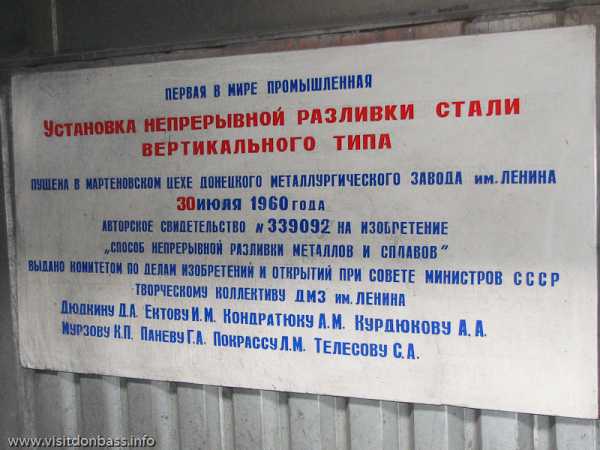 ПЕРВАЯ В МИРЕ ПРОМЫШЛЕННАЯ
УСТАНОВКА НЕПРЕРЫВНОЙ РАЗЛИВКИ СТАЛИ
ВЕРТИКАЛЬНОГО ТИПА
ПУЩЕНА В МАРТЕНОВСКОМ ЦЕХЕ ДОНЕЦКОГО МЕТАЛЛУРГИЧЕСКОГО ЗАВОДА им. ЛЕНИНА
30 ИЮЛЯ 1960 ГОДА
АВТОРСКОЕ СВИДЕТЕЛЬСТВО N 339092 НА ИЗОБРЕТЕНИЕ
„СПОСОБ НЕПРЕРЫВНОЙ РАЗЛИВКИ МЕТАЛЛОВ И СПЛАВОВ"
ВЫДАНО КОМИТЕТОМ ПО ДЕЛАМ ИЗОБРЕТЕНИЙ И ОТКРЫТИЙ ПРИ СОВЕТЕ МИНИСТРОВ СССР
ТВОРЧЕСКОМУ КОЛЛЕКТИВУ ДМЗ им. ЛЕНИНА
ДЮДКИНУ Д.А. ЕКТОВУ И.М. КОНДРАТЮКУ А.М. КУРДЮКОВУ А.А.
МУРЗОВУ К.П. ПАНЕВУ Г.А. ПОКРАССУ Л.М. ТЕЛЕСОВУ С.А.
www.visitdonbass.info